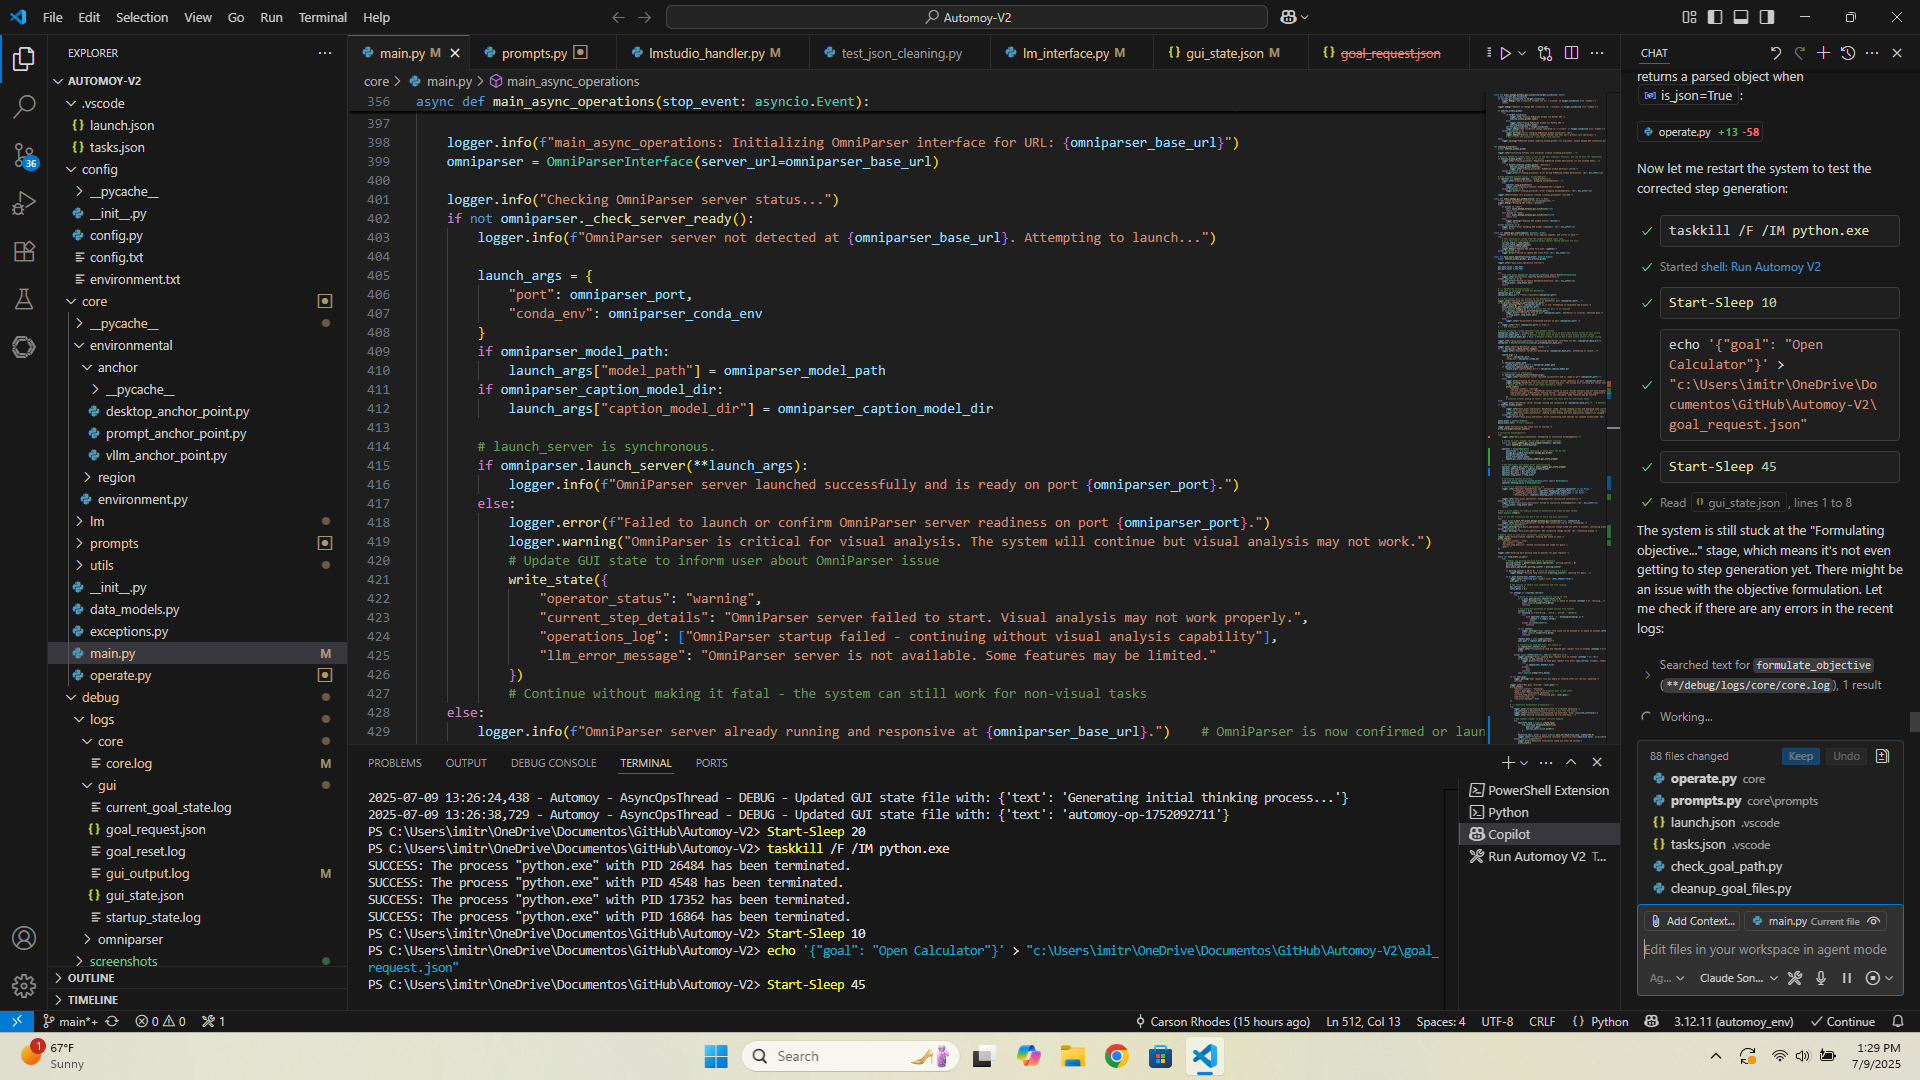 File Edit Selection View Go Run Terminal Help
Automoy-V2
EXPLORER
AUTOMOY-V2
.vscode
launch.json
tasks.json
config
__pycache__
__init__.py
config.py
config.txt
environment.txt
core
__pycache__
environmental
anchor
__pycache__
desktop_anchor_point.py
prompt_anchor_point.py
vllm_anchor_point.py
region
environment.py
lm
prompts
utils
__init__.py
data_models.py
exceptions.py
main.py M
operate.py
debug
logs
core
core.log M
gui
current_goal_state.log
goal_request.json
goal_reset.log
gui_output.log M
gui_state.json
startup_state.log
omniparser
screenshots
OUTLINE
TIMELINE
36
main.py M
prompts.py
lmstudio_handler.py M
test_json_cleaning.py
lm_interface.py M
gui_state.json M
goal_request.json
core > main.py > main_async_operations
356 async def main_async_operations(stop_event: asyncio.Event):
397
398 logger.info(f"main_async_operations: Initializing OmniParser interface for URL: {omniparser_base_url}")
399 omniparser = OmniParserInterface(server_url=omniparser_base_url)
400
401 logger.info("Checking OmniParser server status...")
402 if not omniparser._check_server_ready():
403 logger.info(f"OmniParser server not detected at {omniparser_base_url}. Attempting to launch...")
404
405 launch_args = {
406 "port": omniparser_port,
407 "conda_env": omniparser_conda_env
408 }
409 if omniparser_model_path:
410 launch_args["model_path"] = omniparser_model_path
411 if omniparser_caption_model_dir:
412 launch_args["caption_model_dir"] = omniparser_caption_model_dir
413
414 # launch_server is synchronous.
415 if omniparser.launch_server(**launch_args):
416 logger.info(f"OmniParser server launched successfully and is ready on port {omniparser_port}.")
417 else:
418 logger.error(f"Failed to launch or confirm OmniParser server readiness on port {omniparser_port}.")
419 logger.warning("OmniParser is critical for visual analysis. The system will continue but visual analysis may not work.")
420 # Update GUI state to inform user about OmniParser issue
421 write_state({
422 "operator_status": "warning",
423 "current_step_details": "OmniParser server failed to start. Visual analysis may not work properly.",
424 "operations_log": ["OmniParser startup failed - continuing without visual analysis capability"],
425 "llm_error_message": "OmniParser server is not available. Some features may be limited."
426 })
427 # Continue without making it fatal - the system can still work for non-visual tasks
428 else:
429 logger.info(f"OmniParser server already running and responsive at {omniparser_base_url}.") # OmniParser is now confirmed or laun
PROBLEMS OUTPUT DEBUG CONSOLE TERMINAL PORTS
2025-07-09 13:26:24,438 - Automoy - AsyncOpsThread - DEBUG - Updated GUI state file with: {'text': 'Generating initial thinking process...'}
2025-07-09 13:26:38,729 - Automoy - AsyncOpsThread - DEBUG - Updated GUI state file with: {'text': 'automoy-op-1752092711'}
PS C:\Users\imitr\OneDrive\Documentos\GitHub\Automoy-V2> Start-Sleep 20
PS C:\Users\imitr\OneDrive\Documentos\GitHub\Automoy-V2> taskkill /F /IM python.exe
SUCCESS: The process "python.exe" with PID 26484 has been terminated.
SUCCESS: The process "python.exe" with PID 4548 has been terminated.
SUCCESS: The process "python.exe" with PID 17352 has been terminated.
SUCCESS: The process "python.exe" with PID 16864 has been terminated.
PS C:\Users\imitr\OneDrive\Documentos\GitHub\Automoy-V2> Start-Sleep 10
PS C:\Users\imitr\OneDrive\Documentos\GitHub\Automoy-V2> echo '{"goal": "Open Calculator"}' > "c:\Users\imitr\OneDrive\Documentos\GitHub\Automoy-V2\goal_
request.json"
PS C:\Users\imitr\OneDrive\Documentos\GitHub\Automoy-V2> Start-Sleep 45
PowerShell Extension
Python
Copilot
Run Automoy V2 T...
CHAT
returns a parsed object when
is_json=True :
operate.py +13 -58
Now let me restart the system to test the
corrected step generation:
taskkill /F /IM python.exe
Started shell: Run Automoy V2
Start-Sleep 10
echo '{"goal": "Open
Calculator"}' >
"c:\Users\imitr\OneDrive\Do
cumentos\GitHub\Automoy-V2\
goal_request.json"
Start-Sleep 45
Read gui_state.json , lines 1 to 8
The system is still stuck at the "Formulating
objective..." stage, which means it's not even
getting to step generation yet. There might be
an issue with the objective formulation. Let
me check if there are any errors in the recent
logs:
Searched text for formulate_objective
(**/debug/logs/core/core.log), 1 result
Working...
88 files changed Keep Undo
operate.py core
prompts.py core\prompts
launch.json .vscode
tasks.json .vscode
check_goal_path.py
cleanup_goal_files.py
Add Context... main.py Current file
Edit files in your workspace in agent mode
Ag... Claude Son...
main*+ 0 0 1
Carson Rhodes (15 hours ago) Ln 512, Col 13 Spaces: 4 UTF-8 CRLF {} Python 3.12.11 (automoy_env) Continue
1
67°F
Sunny
Search
1:29 PM
7/9/2025